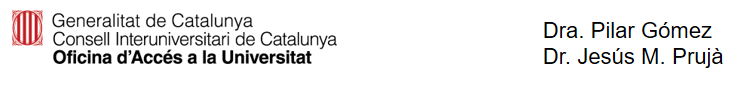 Generalitat de Catalunya
Consell Interuniversitari de Catalunya
Oficina d'Accés a la Universitat
Dra. Pilar Gómez
Dr. Jesús M. Prujà